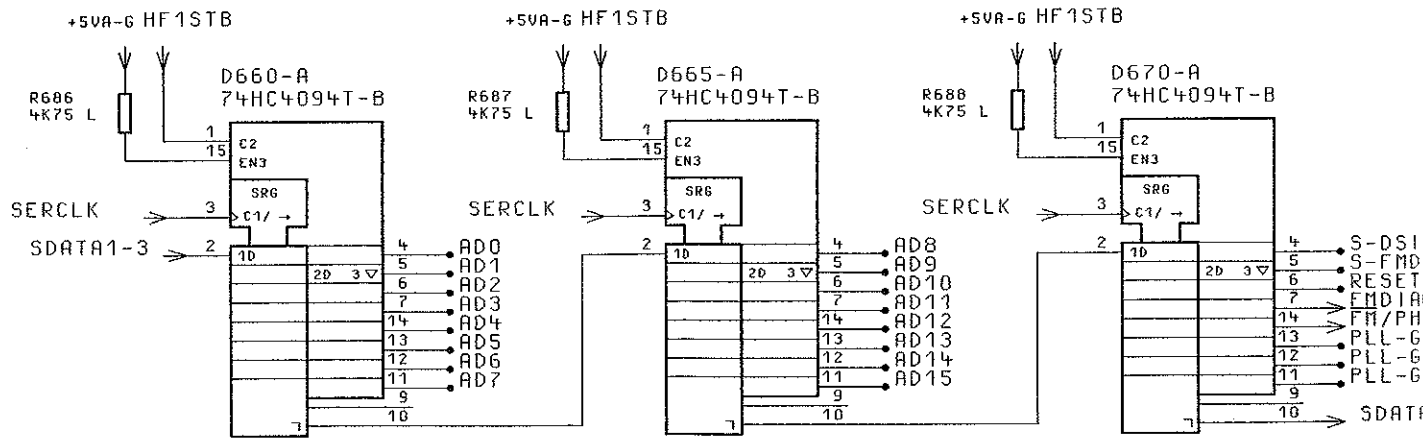 +5VA-G HF1STB
D660-A
74HC4094T-B
R686
4K75 L
1
15
C2
EN3
SRG
SERCLK
3
C1/ →
SDATA1-3
2
1D
2D 3 ▽
4 AD0
5 AD1
6 AD2
7 AD3
14 AD4
13 AD5
12 AD6
11 AD7
9
10
+5VA-G HF1STB
D665-A
74HC4094T-B
R687
4K75 L
1
15
C2
EN3
SRG
SERCLK
3
C1/ →
2
1D
2D 3 ▽
4 AD8
5 AD9
6 AD10
7 AD11
14 AD12
13 AD13
12 AD14
11 AD15
9
10
+5VA-G HF1STB
D670-A
74HC4094T-B
R688
4K75 L
1
15
C2
EN3
SRG
SERCLK
3
C1/ →
2
1D
2D 3 ▽
4 S-DSI
5 S-FMD
6 RESET
7 FMDIA
14 FM/PH
13 PLL-G
12 PLL-G
11 PLL-G
9
10 SDATA